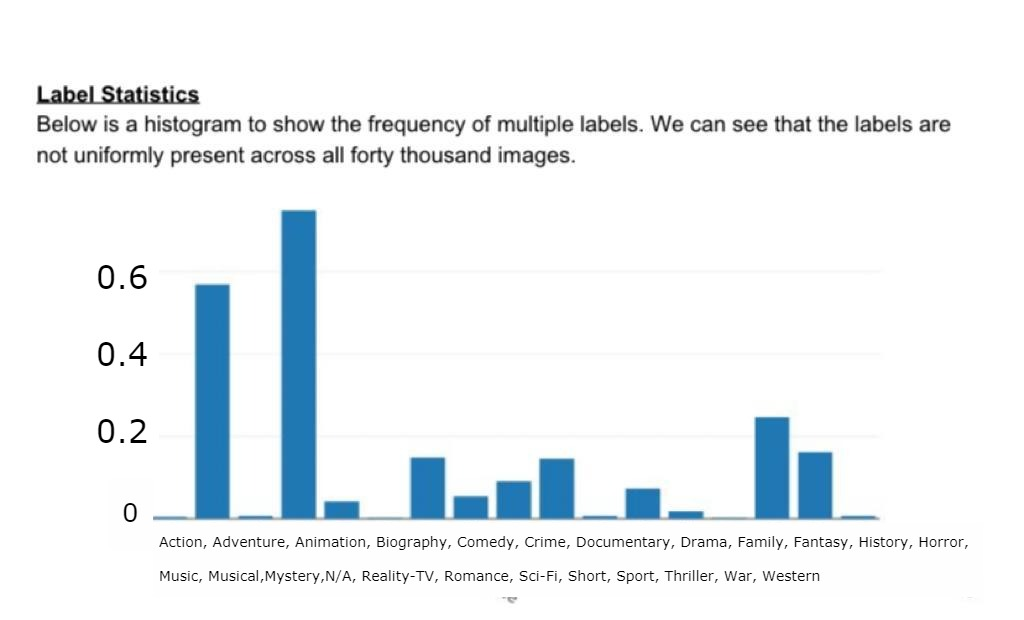 Label Statistics
Below is a histogram to show the frequency of multiple labels. We can see that the labels are
not uniformly present across all forty thousand images.
0.6
0.4
0.2
0
Action, Adventure, Animation, Biography, Comedy, Crime, Documentary, Drama, Family, Fantasy, History, Horror,
Music, Musical,Mystery,N/A, Reality-TV, Romance, Sci-Fi, Short, Sport, Thriller, War, Western